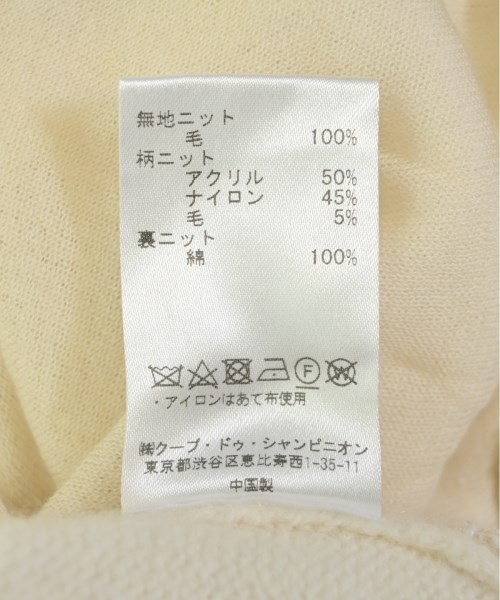 無地ニット
毛 100%
柄ニット
アクリル 50%
ナイロン 45%
毛 5%
裏ニット
綿 100%
F W
・アイロンはあて布使用
㈱クープ・ドゥ・シャンピニオン
東京都渋谷区恵比寿西1-35-11
中国製